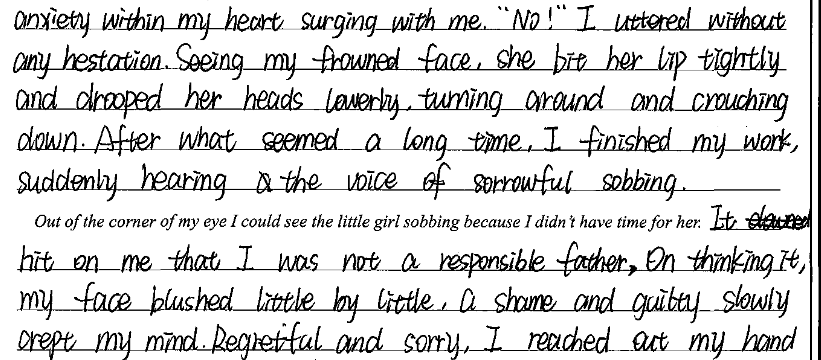 anxiety within my heart surging with me. "No!" I uttered without
any hestation. Seeing my frowned face, she bit her lip tightly
and drooped her heads lowerly, turning around and crouching
down. After what seemed a long time, I finished my work,
suddenly hearing the voice of sorrowful sobbing.
Out of the corner of my eye I could see the little girl sobbing because I didn't have time for her. It
hit on me that I was not a responsible father, On thinking it,
my face blushed little by little, a shame and guilty slowly
crept my mind. Regretful and sorry, I reached out my hand